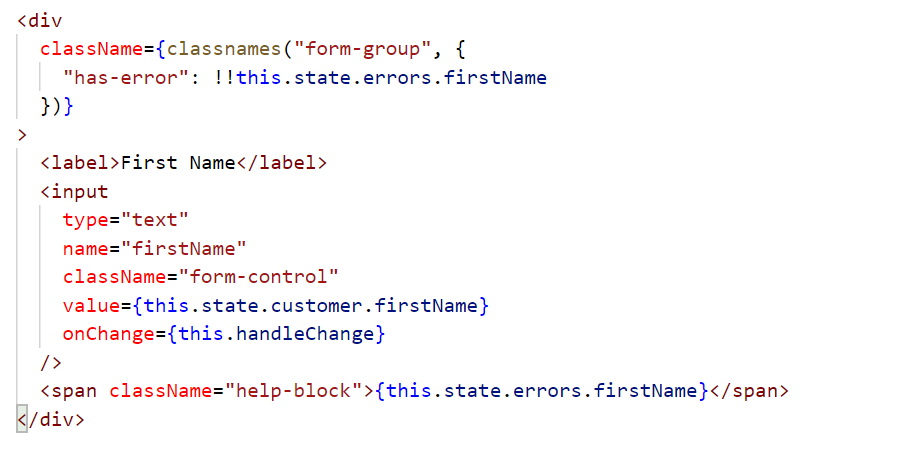 <div
  className={classnames("form-group", {
    "has-error": !!this.state.errors.firstName
  })}
>
  <label>First Name</label>
  <input
    type="text"
    name="firstName"
    className="form-control"
    value={this.state.customer.firstName}
    onChange={this.handleChange}
  />
  <span className="help-block">{this.state.errors.firstName}</span>
</div>